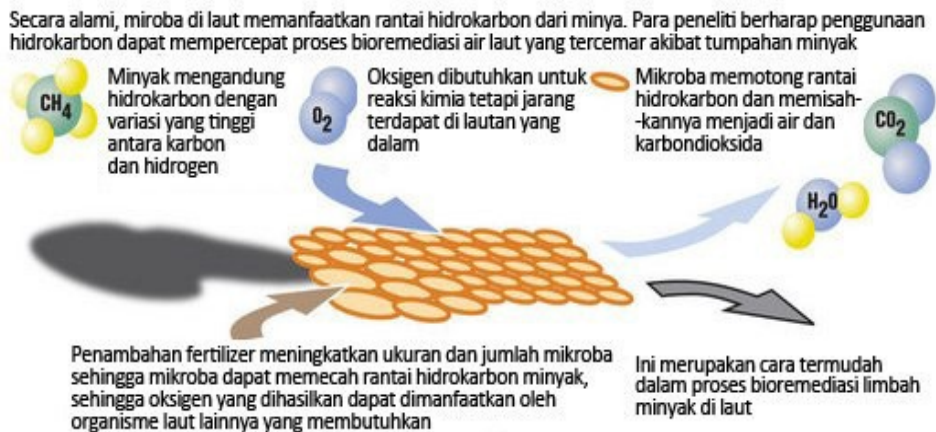 Secara alami, miroba di laut memanfaatkan rantai hidrokarbon dari minya. Para peneliti berharap penggunaan
hidrokarbon dapat mempercepat proses bioremediasi air laut yang tercemar akibat tumpahan minyak
CH4
Minyak mengandung
hidrokarbon dengan
variasi yang tinggi
antara karbon
dan hidrogen
O2
Oksigen dibutuhkan untuk
reaksi kimia tetapi jarang
terdapat di lautan yang
dalam
Mikroba memotong rantai
hidrokarbon dan memisah-
-kannya menjadi air dan
karbondioksida
CO2
H2O
Penambahan fertilizer meningkatkan ukuran dan jumlah mikroba
sehingga mikroba dapat memecah rantai hidrokarbon minyak,
sehingga oksigen yang dihasilkan dapat dimanfaatkan oleh
organisme laut lainnya yang membutuhkan
Ini merupakan cara termudah
dalam proses bioremediasi limbah
minyak di laut